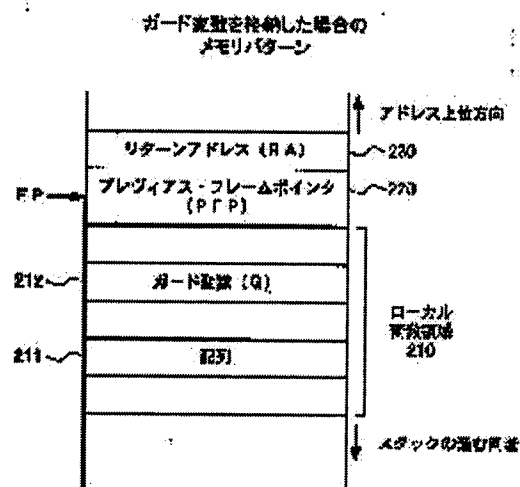 ガード変数を格納した場合の
メモリパターン
アドレス上位方向
リターンアドレス (RA)
230
FP
プレヴィアス・フレームポインタ
(PFP)
220
212
ガード変数 (G)
ローカル
変数領域
210
211
配列
スタックの進む方向